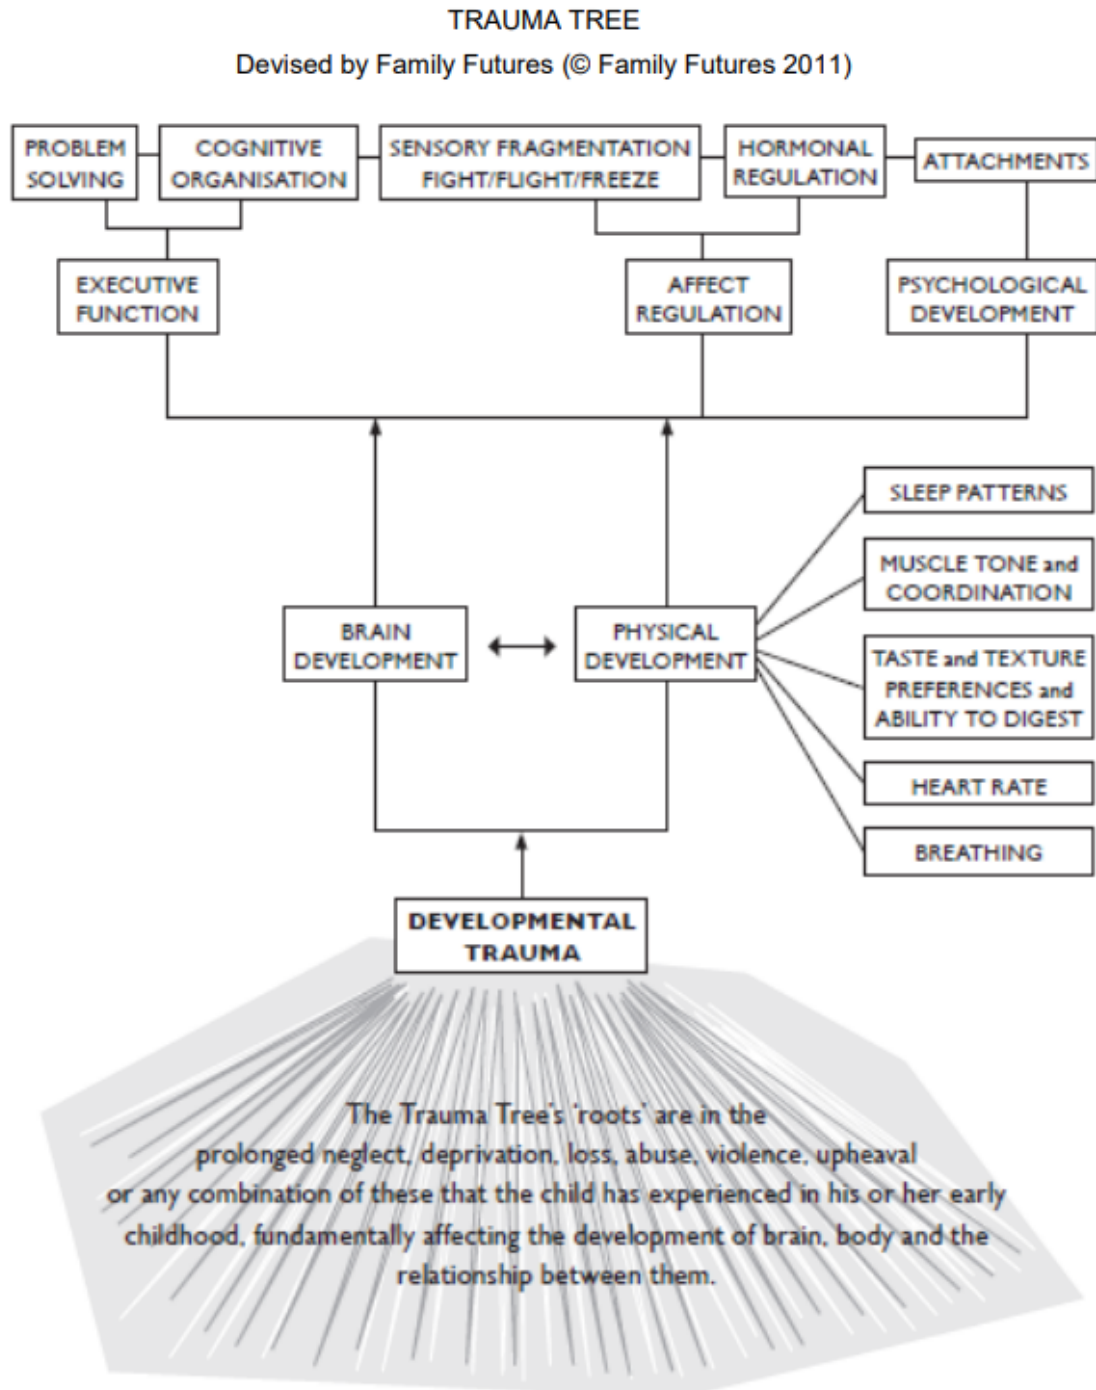 TRAUMA TREE
Devised by Family Futures (© Family Futures 2011)
PROBLEM
SOLVING
COGNITIVE
ORGANISATION
SENSORY FRAGMENTATION
FIGHT/FLIGHT/FREEZE
HORMONAL
REGULATION
ATTACHMENTS
EXECUTIVE
FUNCTION
AFFECT
REGULATION
PSYCHOLOGICAL
DEVELOPMENT
SLEEP PATTERNS
MUSCLE TONE and
COORDINATION
BRAIN
DEVELOPMENT
PHYSICAL
DEVELOPMENT
TASTE and TEXTURE
PREFERENCES and
ABILITY TO DIGEST
HEART RATE
BREATHING
DEVELOPMENTAL
TRAUMA
The Trauma Tree's 'roots' are in the
prolonged neglect, deprivation, loss, abuse, violence, upheaval
or any combination of these that the child has experienced in his or her early
childhood, fundamentally affecting the development of brain, body and the
relationship between them.